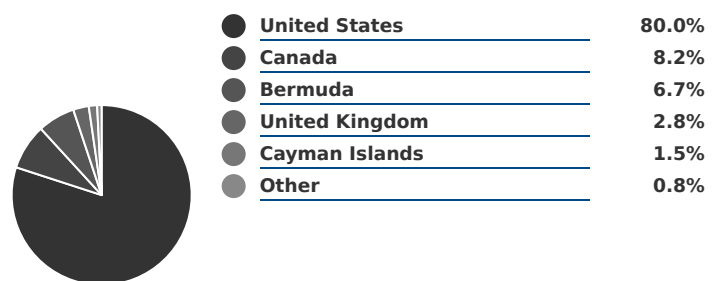 United States 80.0%
Canada 8.2%
Bermuda 6.7%
United Kingdom 2.8%
Cayman Islands 1.5%
Other 0.8%